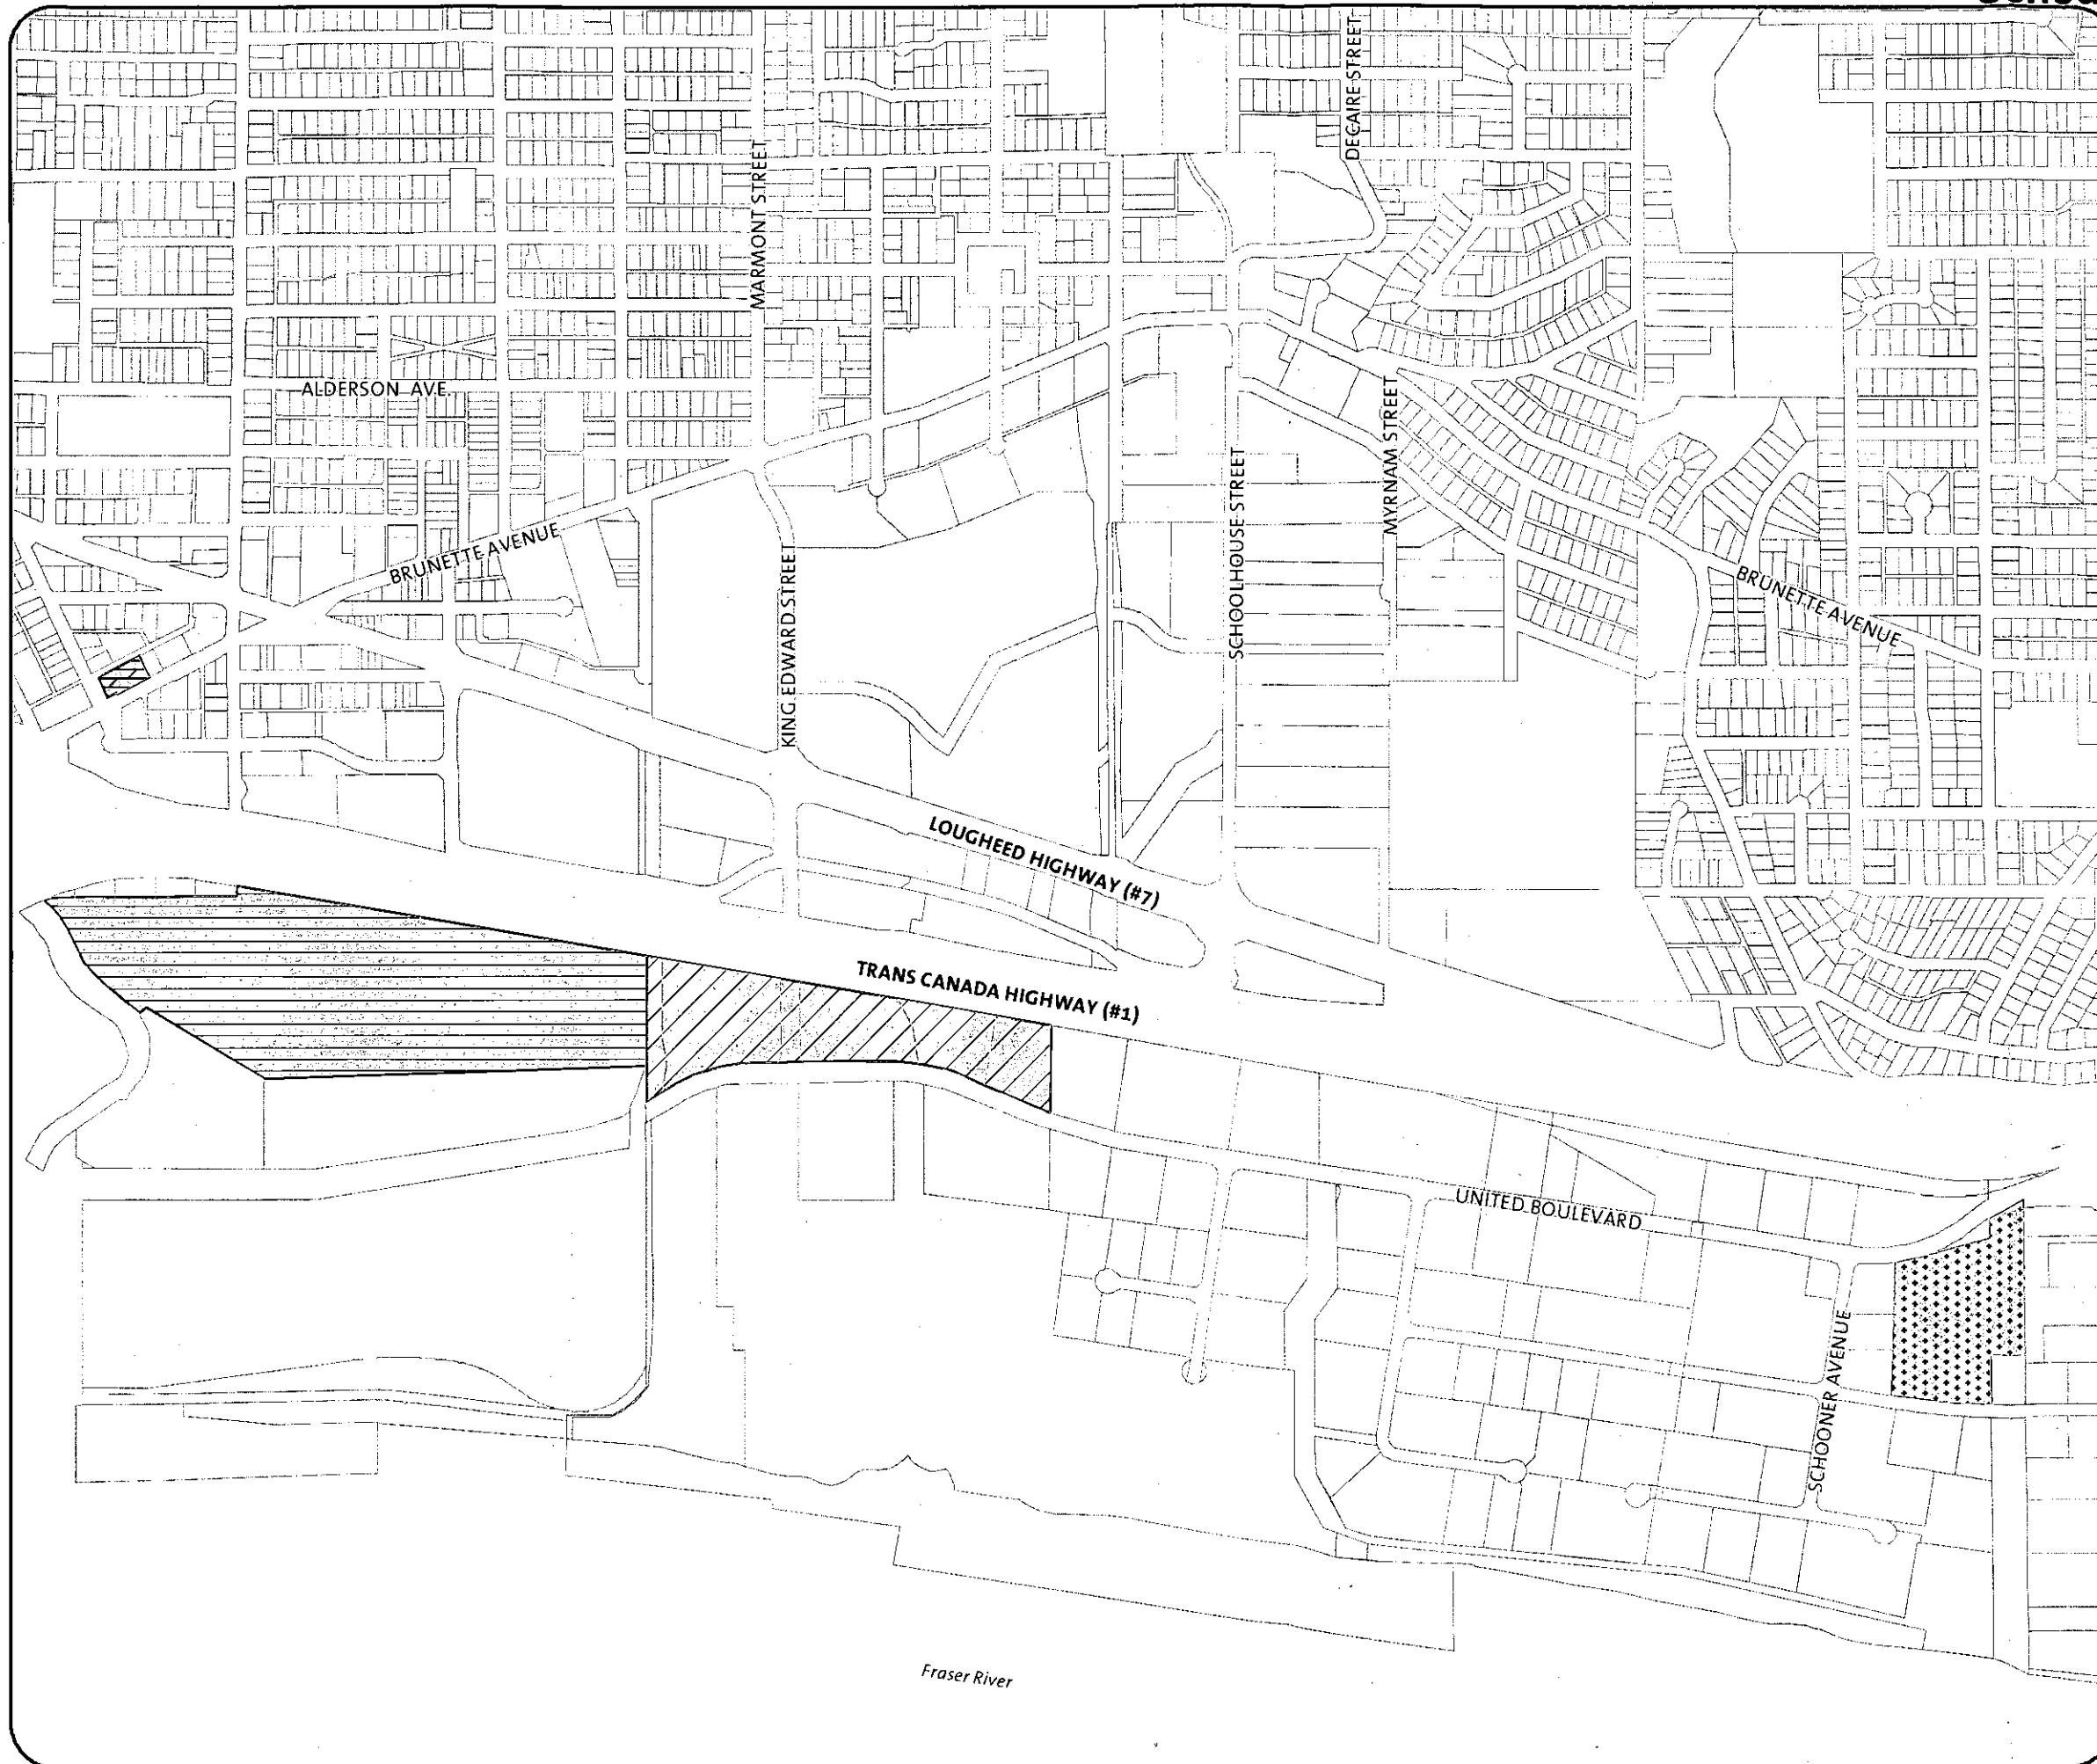 DECAIRE STREET
MARMONT STREET
ALDERSON AVE.
MYRNAM STREET
SCHOOLHOUSE STREET
BRUNETTE AVENUE
KING EDWARD STREET
BRUNETTE AVENUE
LOUGHEED HIGHWAY (#7)
TRANS CANADA HIGHWAY (#1)
UNITED BOULEVARD
SCHOONER AVENUE
Fraser River